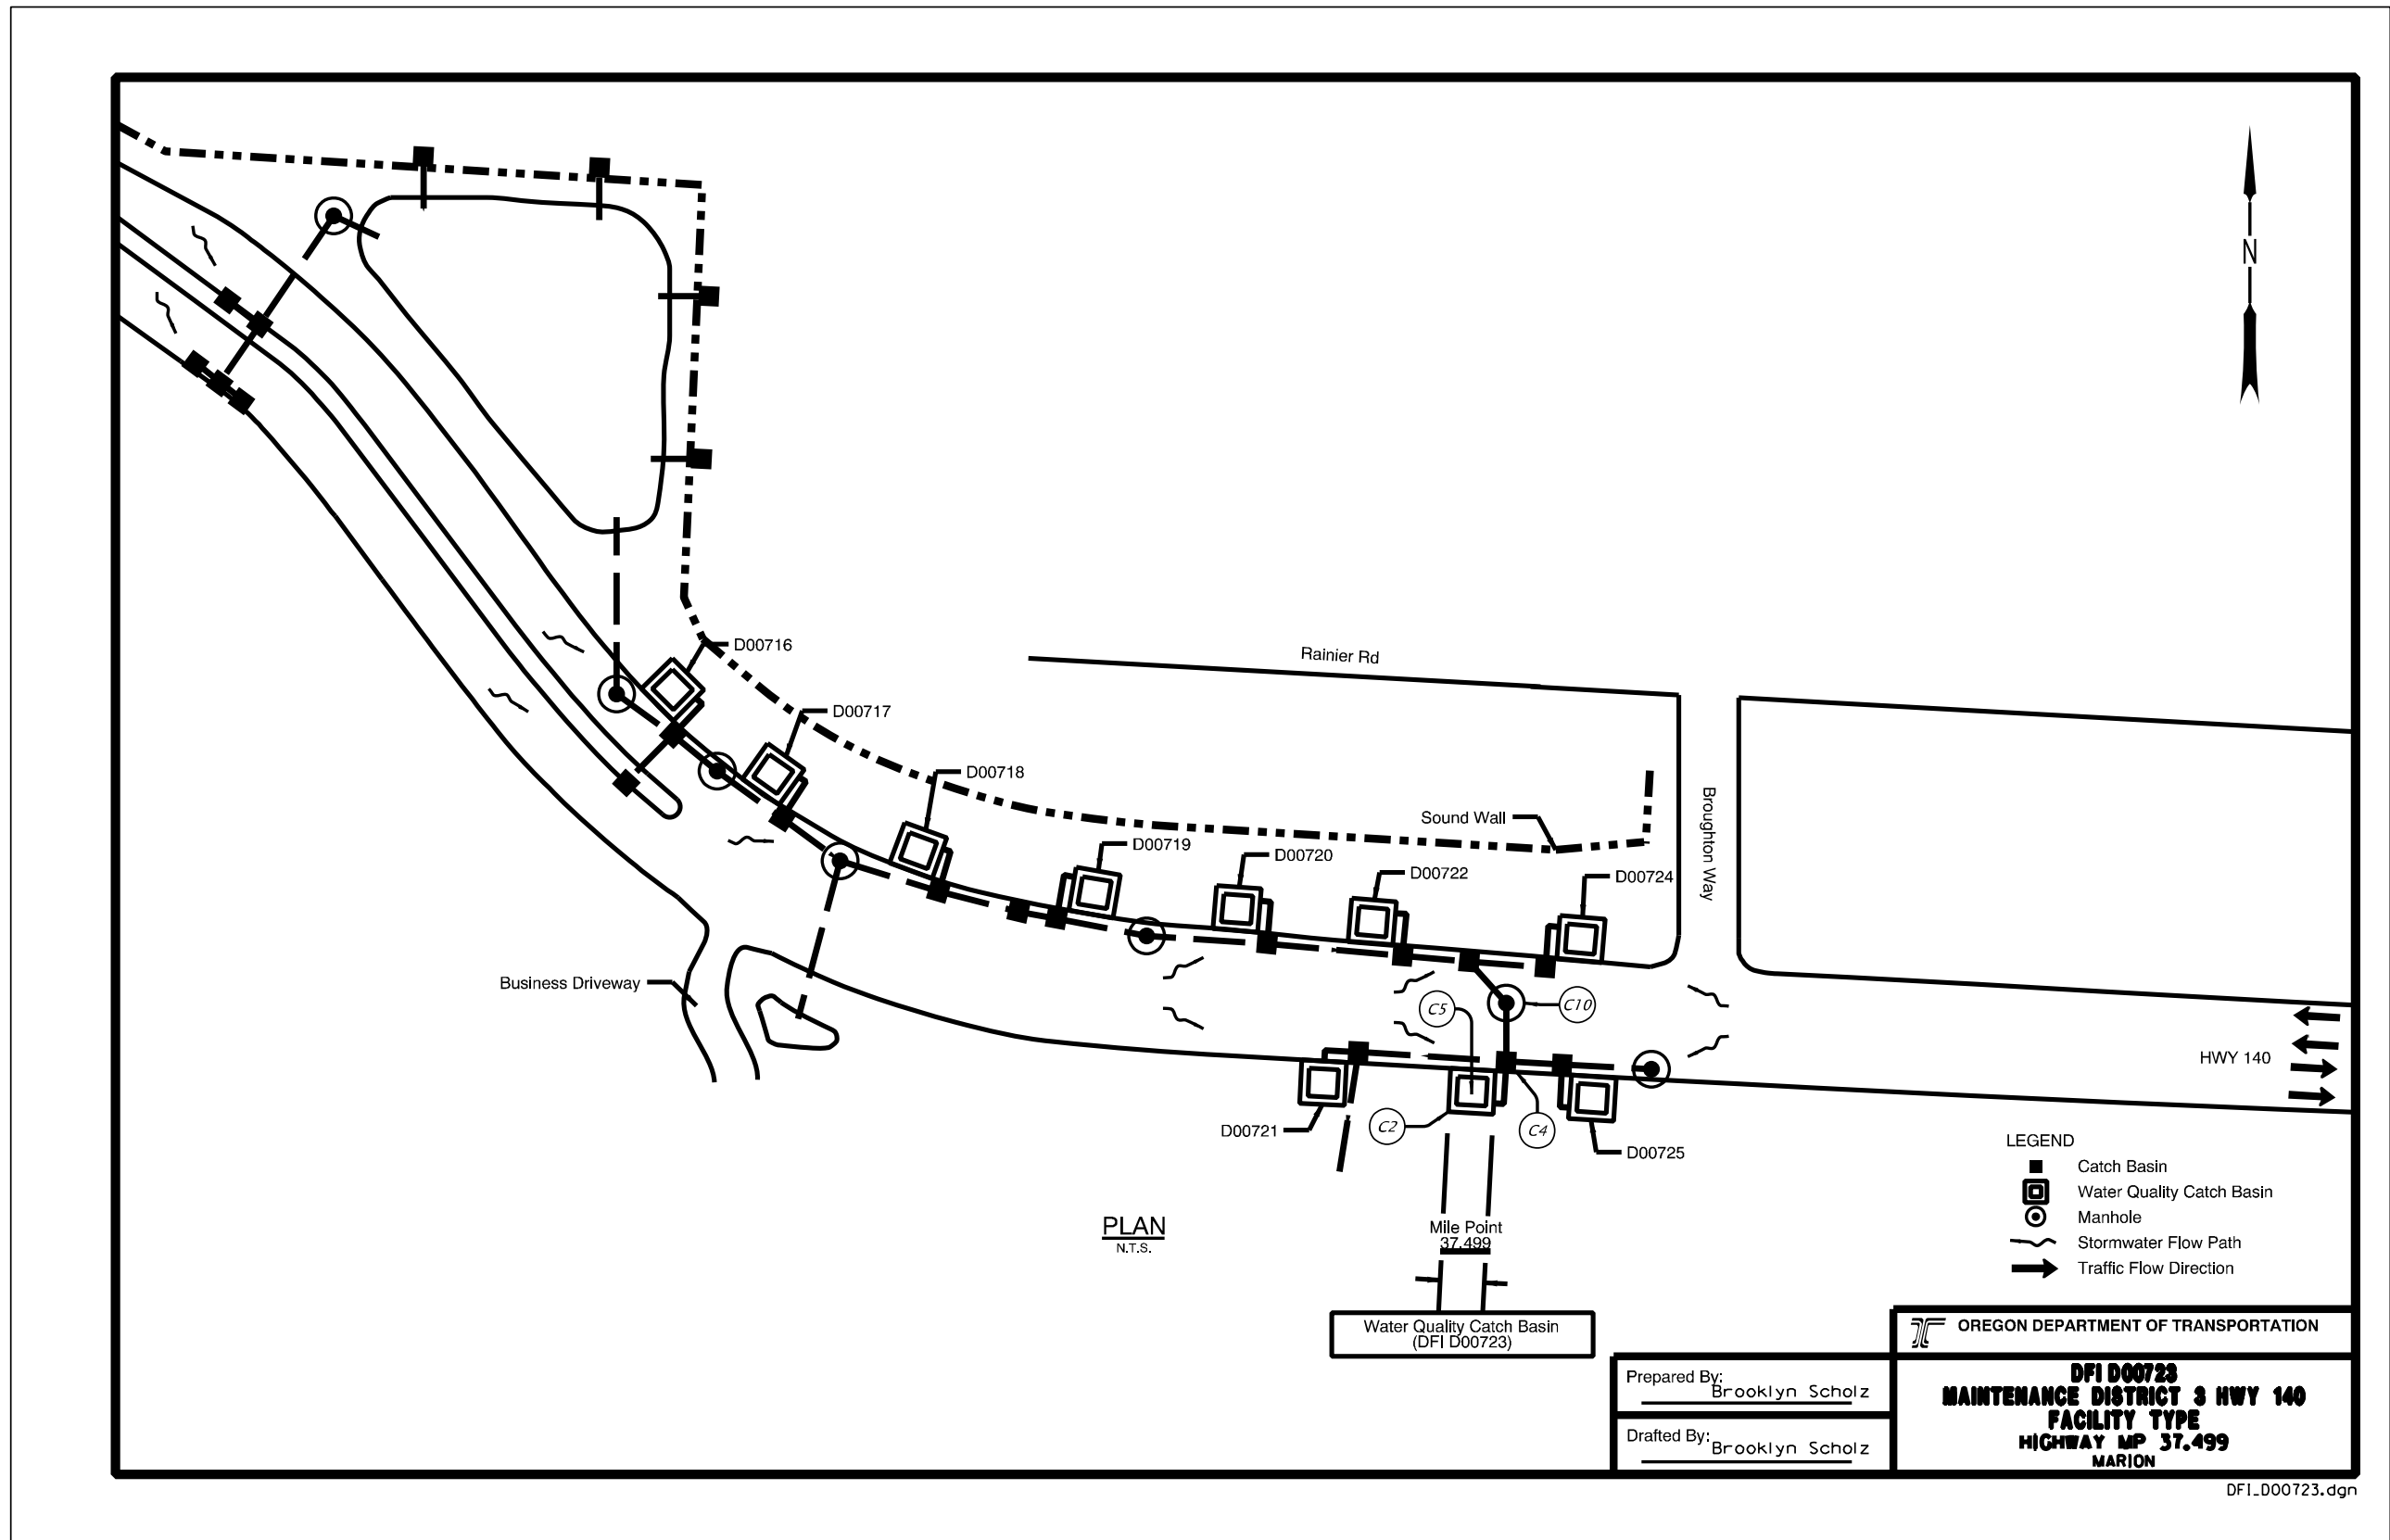 N
D00716
Rainier Rd
D00717
D00718
Broughton Way
Sound Wall
D00719
D00720
D00722
D00724
Business Driveway
C5
C10
HWY 140
C2
C4
D00721
D00725
LEGEND
Catch Basin
Water Quality Catch Basin
Manhole
Stormwater Flow Path
Traffic Flow Direction
PLAN
N.T.S.
Mile Point
37.499
Water Quality Catch Basin
(DFI D00723)
OREGON DEPARTMENT OF TRANSPORTATION
Prepared By:
Brooklyn Scholz
Drafted By:
Brooklyn Scholz
DFI D00723
MAINTENANCE DISTRICT 3 HWY 140
FACILITY TYPE
HIGHWAY MP 37.499
MARION
DFI_D00723.dgn